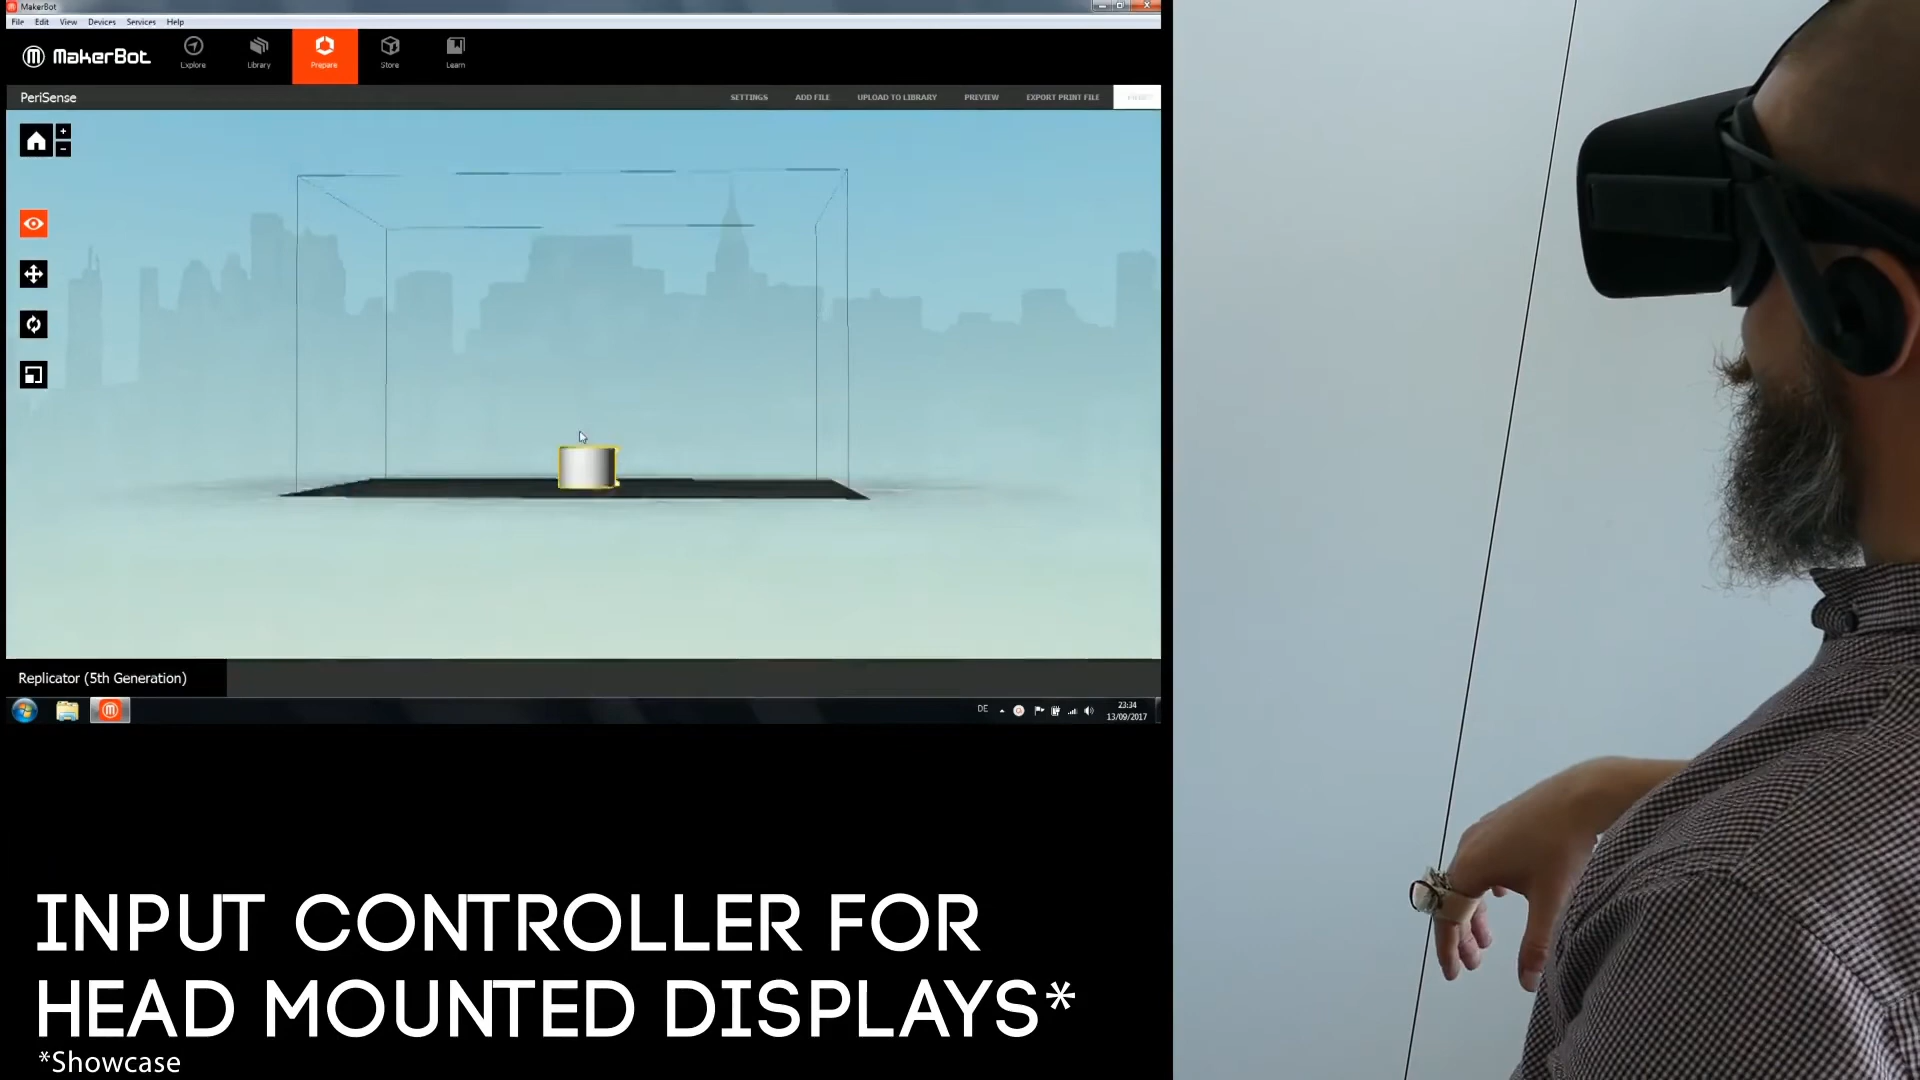 MakerBot
File Edit View Devices Services Help
MakerBot
Explore Library Prepare Store Learn
PeriSense
SETTINGS ADD FILE UPLOAD TO LIBRARY PREVIEW EXPORT PRINT FILE
Replicator (5th Generation)
DE
23:34
13/09/2017
INPUT CONTROLLER FOR
HEAD MOUNTED DISPLAYS*
*Showcase